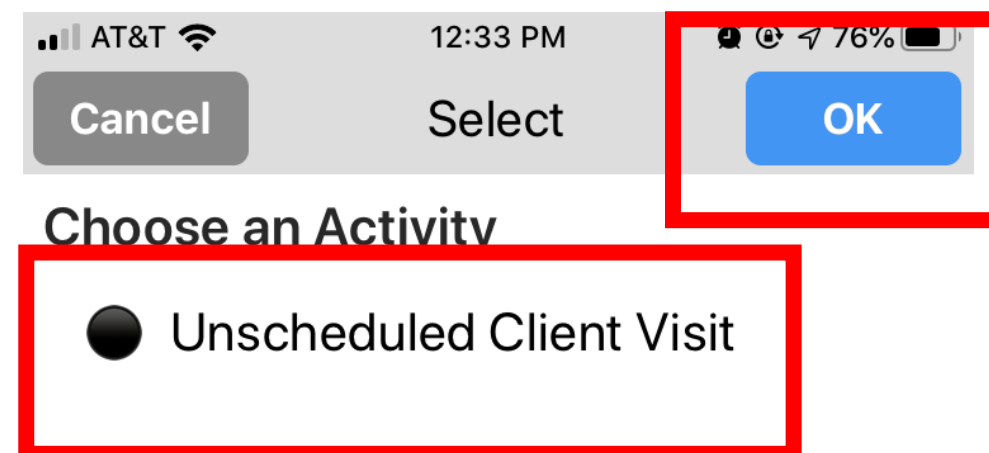 AT&T 12:33 PM 76%
Cancel Select OK
Choose an Activity
Unscheduled Client Visit